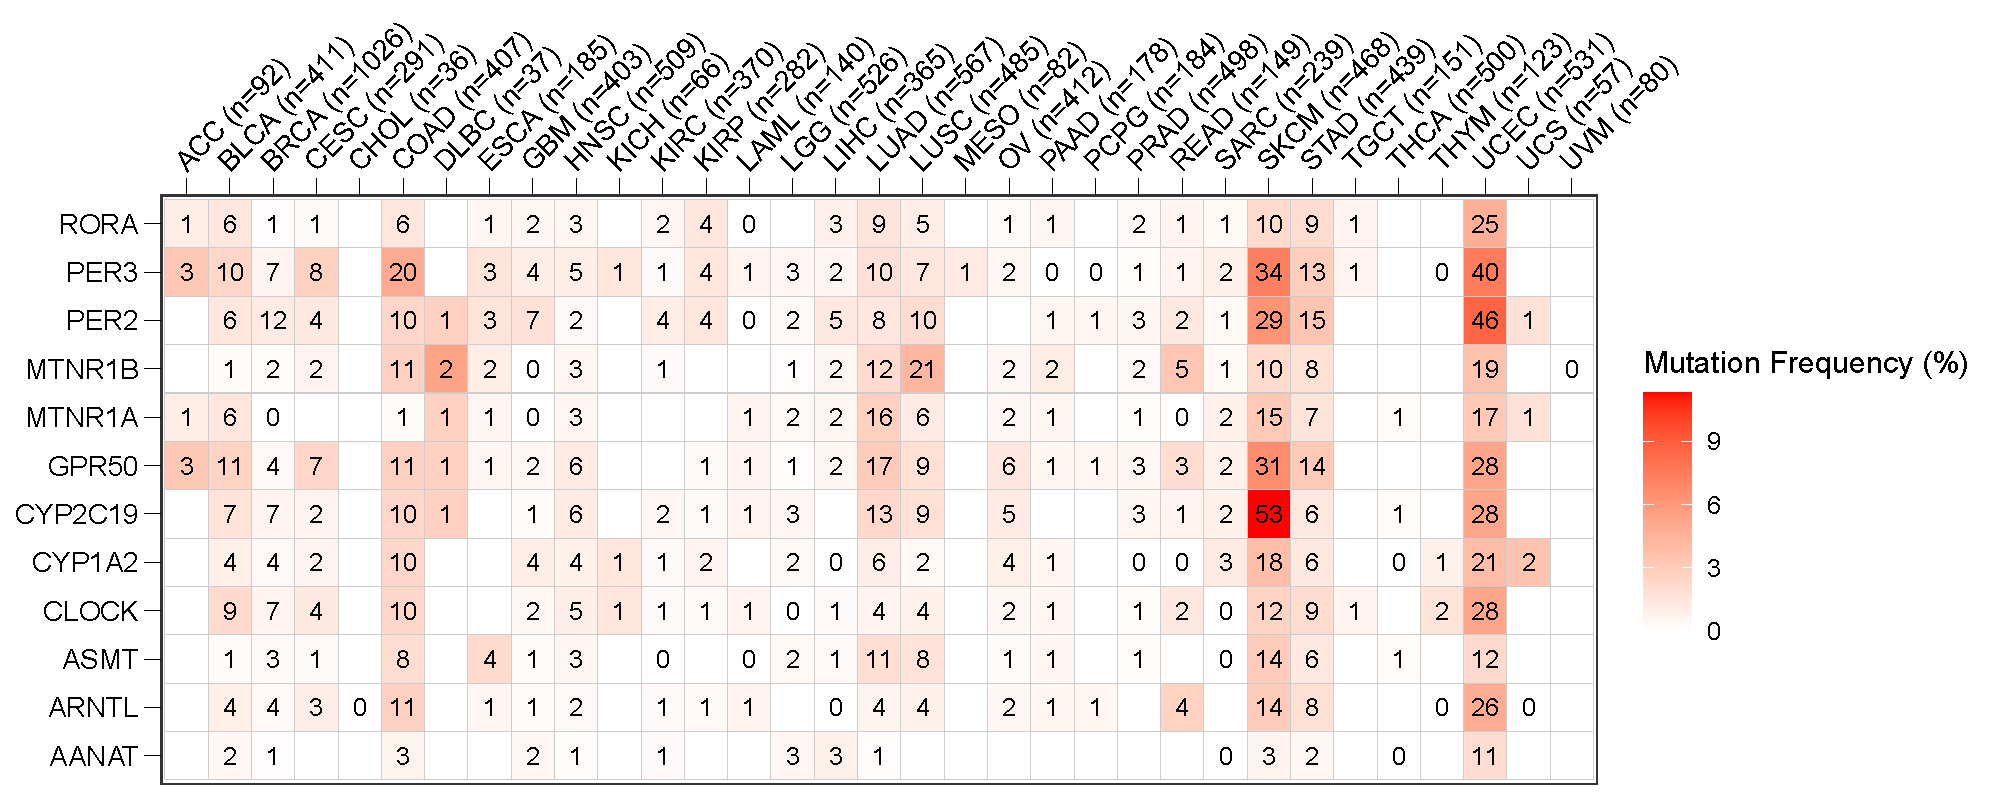 ACC (n=92)
BLCA (n=411)
BRCA (n=1026)
CESC (n=291)
CHOL (n=36)
COAD (n=407)
DLBC (n=37)
ESCA (n=185)
GBM (n=403)
HNSC (n=509)
KICH (n=66)
KIRC (n=370)
KIRP (n=282)
LAML (n=140)
LGG (n=526)
LIHC (n=365)
LUAD (n=567)
LUSC (n=485)
MESO (n=82)
OV (n=412)
PAAD (n=178)
PCPG (n=184)
PRAD (n=498)
READ (n=149)
SARC (n=239)
SKCM (n=468)
STAD (n=439)
TGCT (n=151)
THCA (n=500)
THYM (n=123)
UCEC (n=531)
UCS (n=57)
UVM (n=80)
RORA 1 6 1 1 6 1 2 3 2 4 0 3 9 5 1 1 2 1 1 10 9 1 25
PER3 3 10 7 8 20 3 4 5 1 1 4 1 3 2 10 7 1 2 0 0 1 1 2 34 13 1 0 40
PER2 6 12 4 10 1 3 7 2 4 4 0 2 5 8 10 1 1 3 2 1 29 15 46 1
MTNR1B 1 2 2 11 2 2 0 3 1 1 2 12 21 2 2 2 5 1 10 8 19 0
MTNR1A 1 6 0 1 1 1 0 3 1 2 2 16 6 2 1 1 0 2 15 7 1 17 1
GPR50 3 11 4 7 11 1 1 2 6 1 1 1 2 17 9 6 1 1 3 3 2 31 14 28
CYP2C19 7 7 2 10 1 1 6 2 1 1 3 13 9 5 3 1 2 53 6 1 28
CYP1A2 4 4 2 10 4 4 1 1 2 2 0 6 2 4 1 0 0 3 18 6 0 1 21 2
CLOCK 9 7 4 10 2 5 1 1 1 1 0 1 4 4 2 1 1 2 0 12 9 1 2 28
ASMT 1 3 1 8 4 1 3 0 0 2 1 11 8 1 1 1 0 14 6 1 12
ARNTL 4 4 3 0 11 1 1 2 1 1 1 0 4 4 2 1 1 4 14 8 0 26 0
AANAT 2 1 3 2 1 1 3 3 1 0 3 2 0 11
Mutation Frequency (%)
9
6
3
0